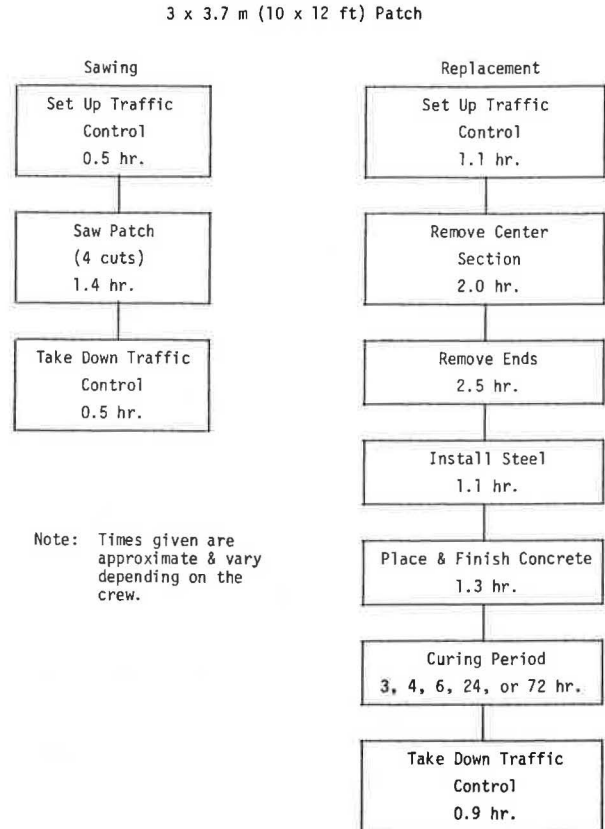 3 x 3.7 m (10 x 12 ft) Patch
Sawing
Set Up Traffic
Control
0.5 hr.
Saw Patch
(4 cuts)
1.4 hr.
Take Down Traffic
Control
0.5 hr.
Note: Times given are
approximate & vary
depending on the
crew.
Replacement
Set Up Traffic
Control
1.1 hr.
Remove Center
Section
2.0 hr.
Remove Ends
2.5 hr.
Install Steel
1.1 hr.
Place & Finish Concrete
1.3 hr.
Curing Period
3, 4, 6, 24, or 72 hr.
Take Down Traffic
Control
0.9 hr.